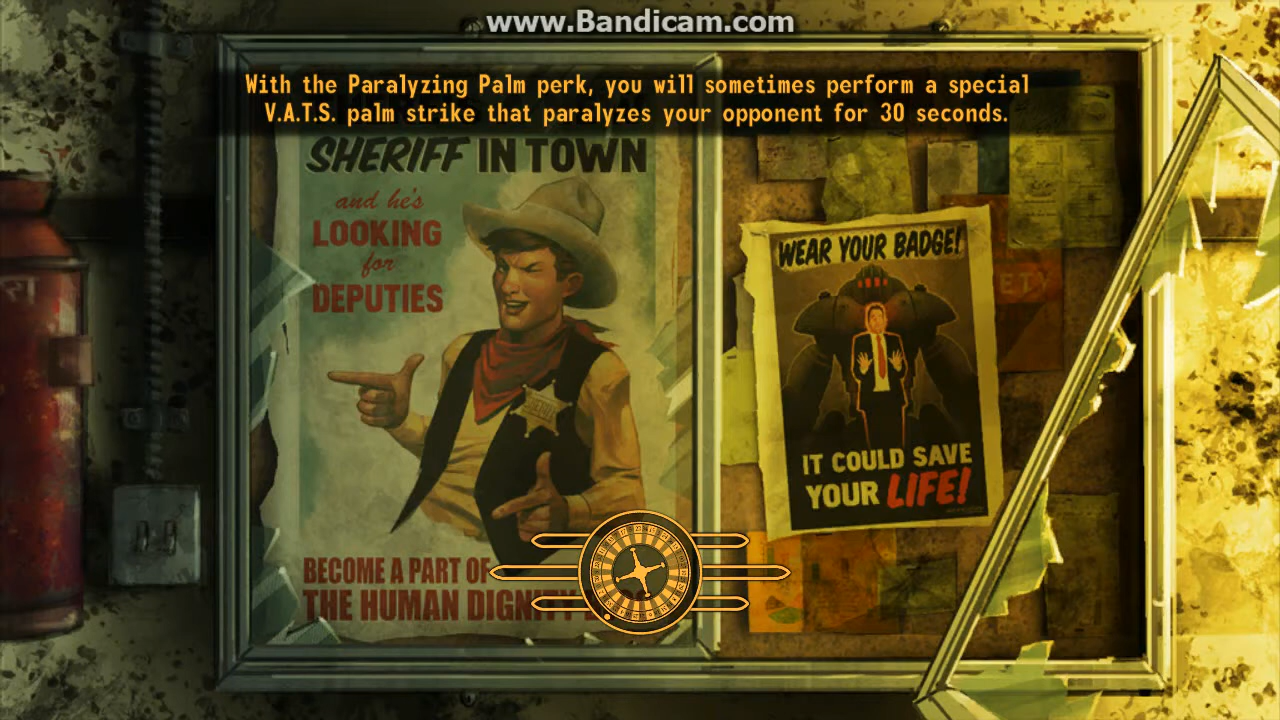 www.Bandicam.com
With the Paralyzing Palm perk, you will sometimes perform a special
V.A.T.S. palm strike that paralyzes your opponent for 30 seconds.
SHERIFF IN TOWN
and he's
LOOKING
for
DEPUTIES
BECOME A PART OF
THE HUMAN
WEAR YOUR BADGE!
IT COULD SAVE
YOUR LIFE!